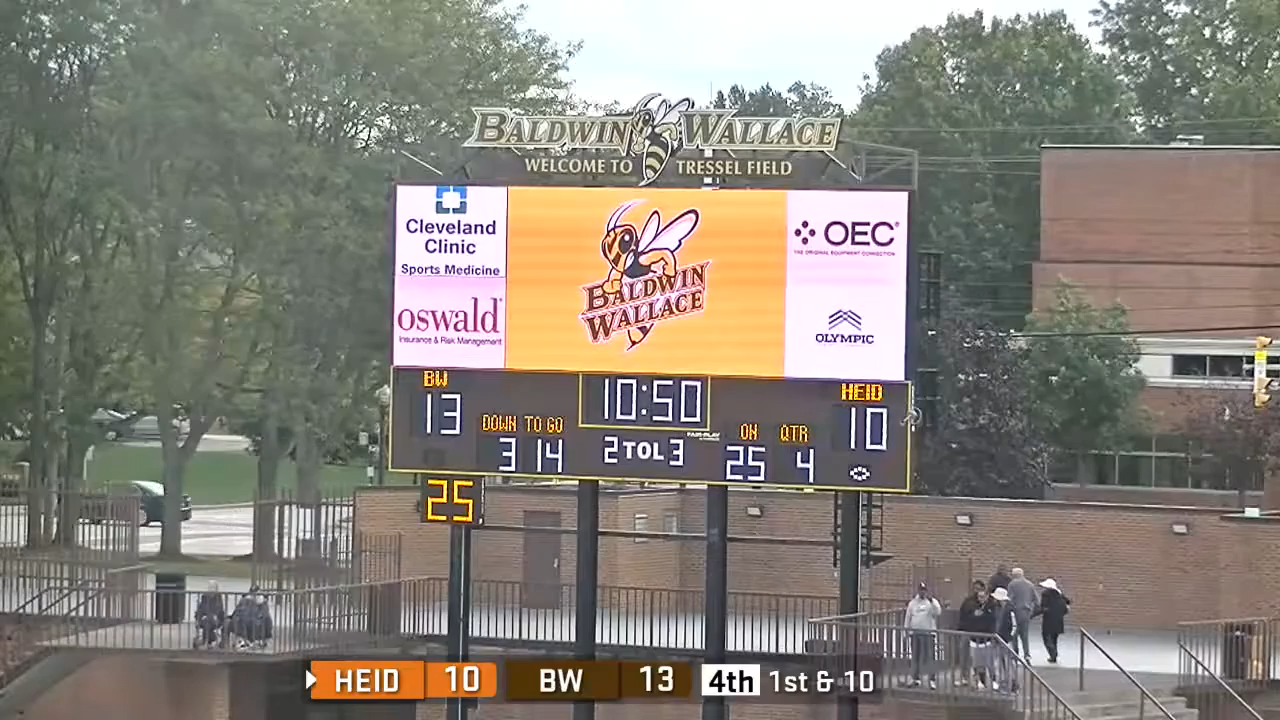 BALDWIN WALLACE
WELCOME TO TRESSEL FIELD
Cleveland
Clinic
Sports Medicine
oswald
Insurance & Risk Management
BALDWIN
WALLACE
OEC
THE ORIGINAL EQUIPMENT CONNECTION
OLYMPIC
BW
13
DOWN TO GO
3 14
10:50
2 TOL 3
FAIR-PLAY
ON QTR
25 4
HEID
10
25
HEID 10 BW 13 4th 1st & 10